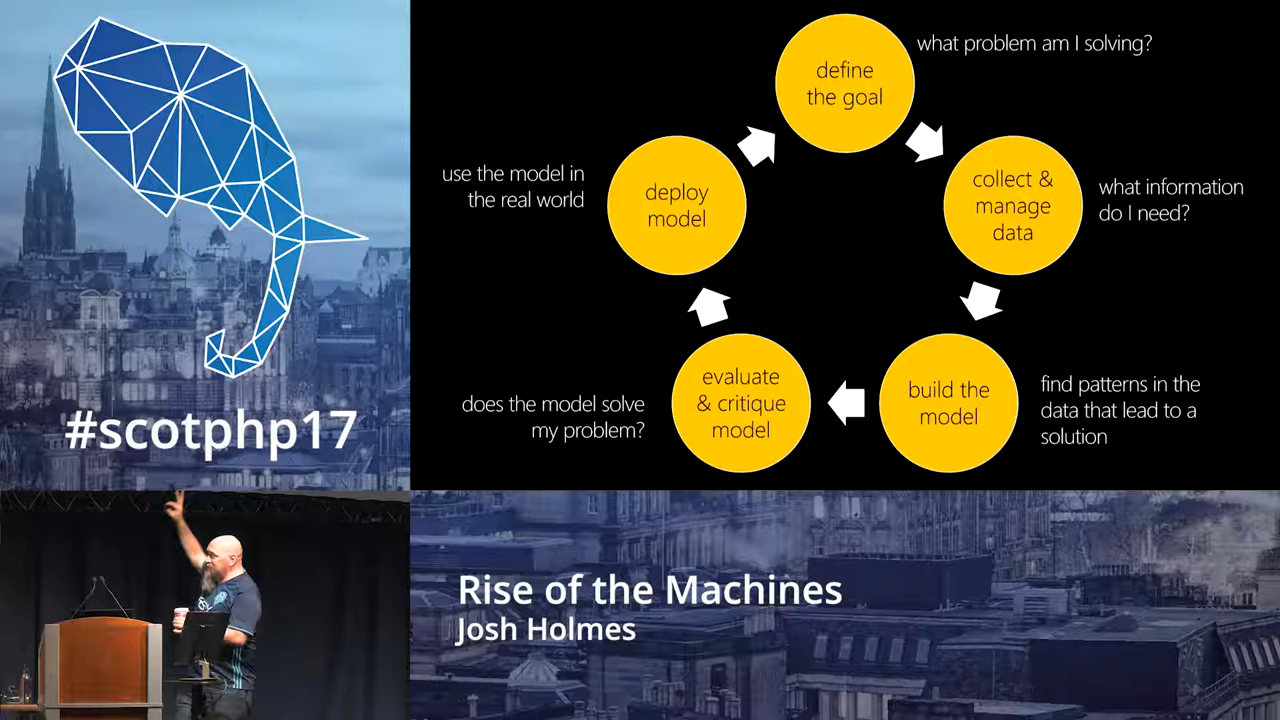 define
the goal
what problem am I solving?
collect &
manage
data
what information
do I need?
build the
model
find patterns in the
data that lead to a
solution
evaluate
& critique
model
does the model solve
my problem?
deploy
model
use the model in
the real world
#scotphp17
Rise of the Machines
Josh Holmes